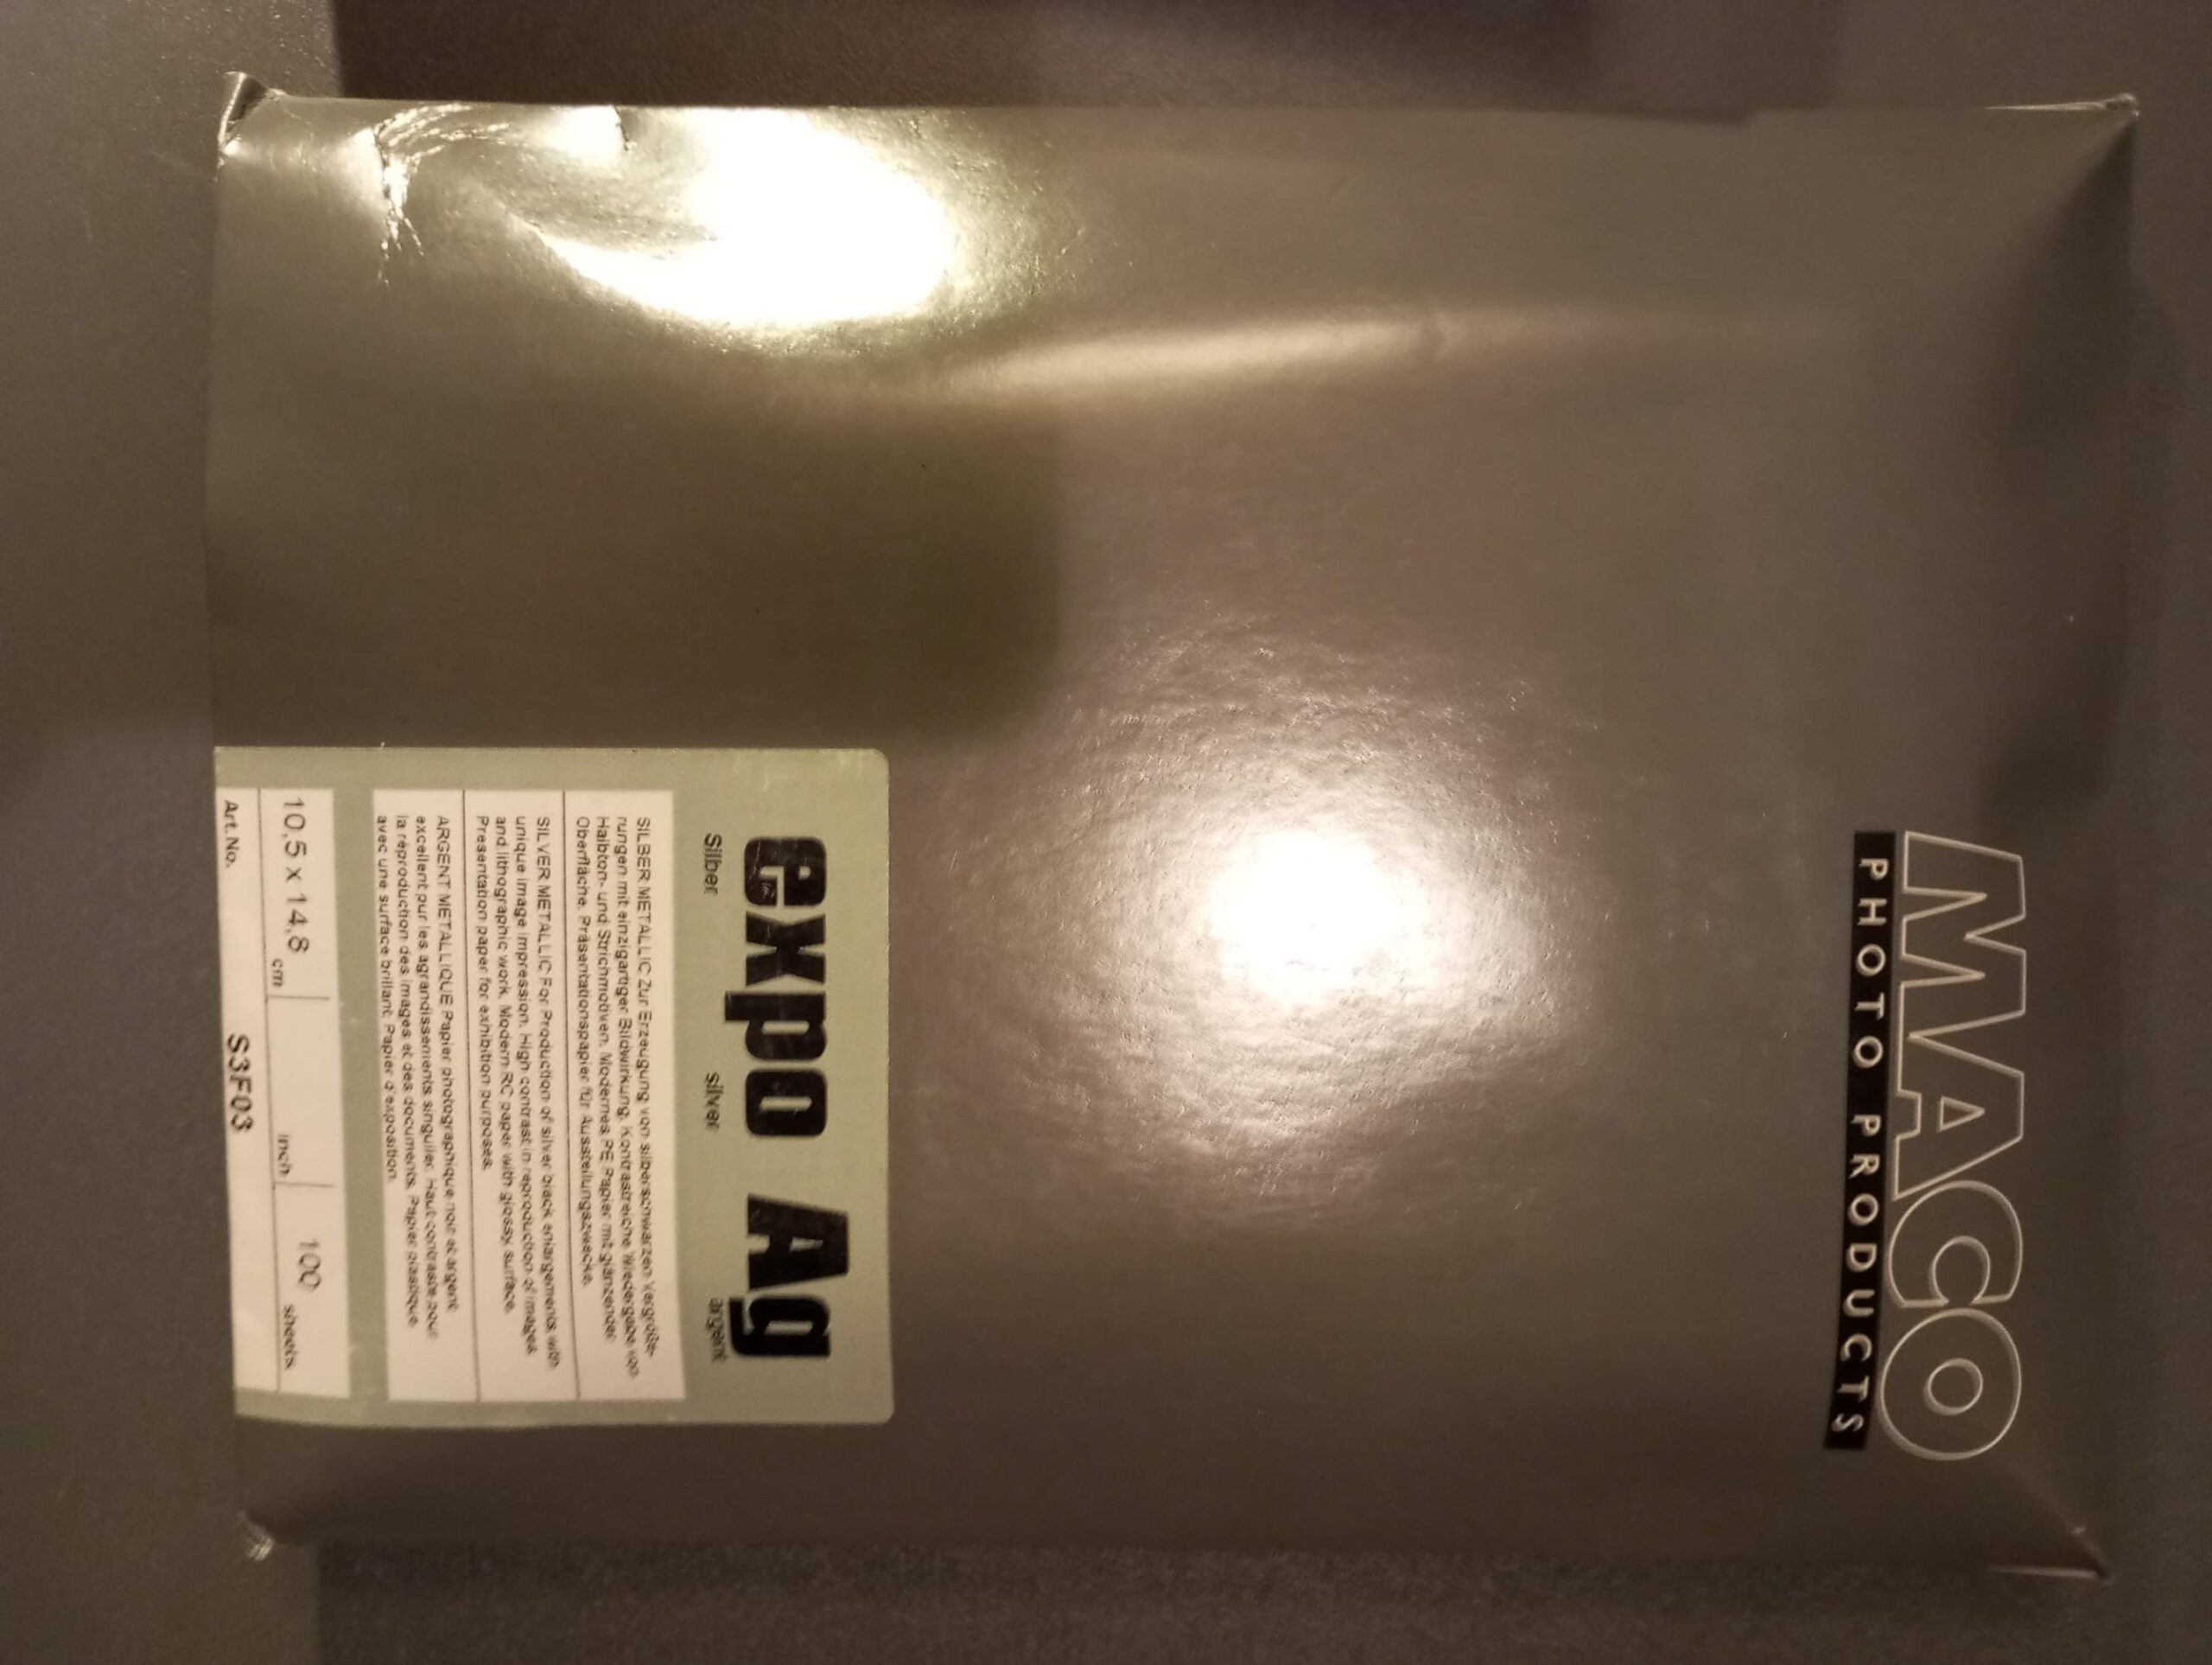 MACO
PHOTO PRODUCTS
expo Ag
Silber silver argent
SILBER METALLIC Zur Erzeugung von silberschwarzen Vergröße-
rungen mit einzigartiger Bildwirkung. Kontrastreiche Wiedergabe von
Halbton- und Strichmotiven. Modernes PE Papier mit glänzender
Oberfläche. Präsentationspapier für Ausstellungszwecke.
SILVER METALLIC For Production of silver black enlargements with
unique image impression. High contrast in reproduction of images
and lithographic work. Modern RC paper with glossy surface.
Presentation paper for exhibition purposes.
ARGENT METALLIQUE Papier photographique noir et argent
excellent pur les agrandissements singulier. Haut contraste pour
la réproduction des images et des documents. Papier plastique
avec une surface brillant. Papier d'exposition.
10,5 x 14,8 cm inch 100 sheets
Art.No. S3F03